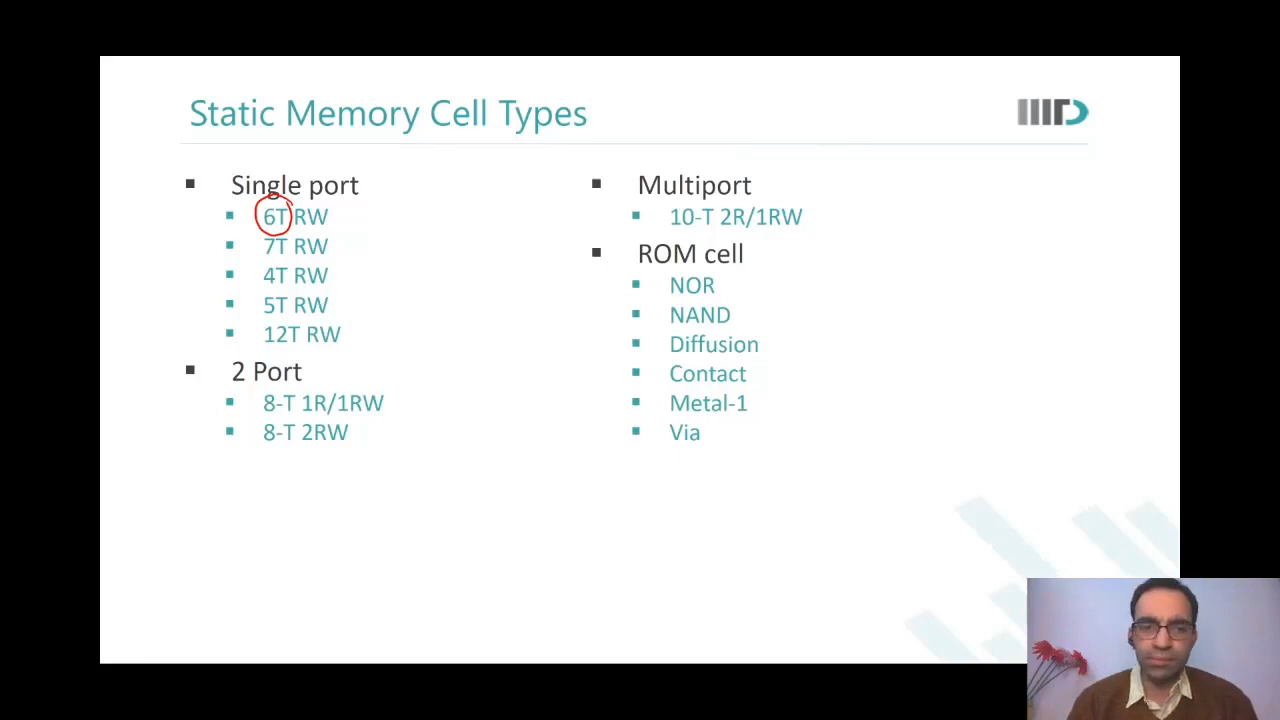 Static Memory Cell Types
IIITD
Single port
6T RW
7T RW
4T RW
5T RW
12T RW
2 Port
8-T 1R/1RW
8-T 2RW
Multiport
10-T 2R/1RW
ROM cell
NOR
NAND
Diffusion
Contact
Metal-1
Via